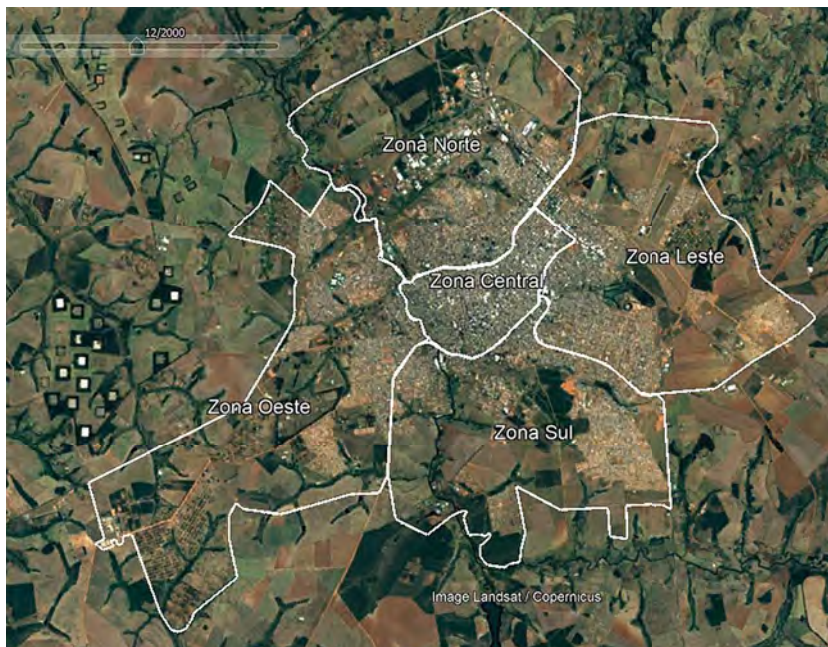 12/2000
Zona Norte
Zona Leste
Zona Central
Zona Oeste
Zona Sul
Image Landsat / Copernicus